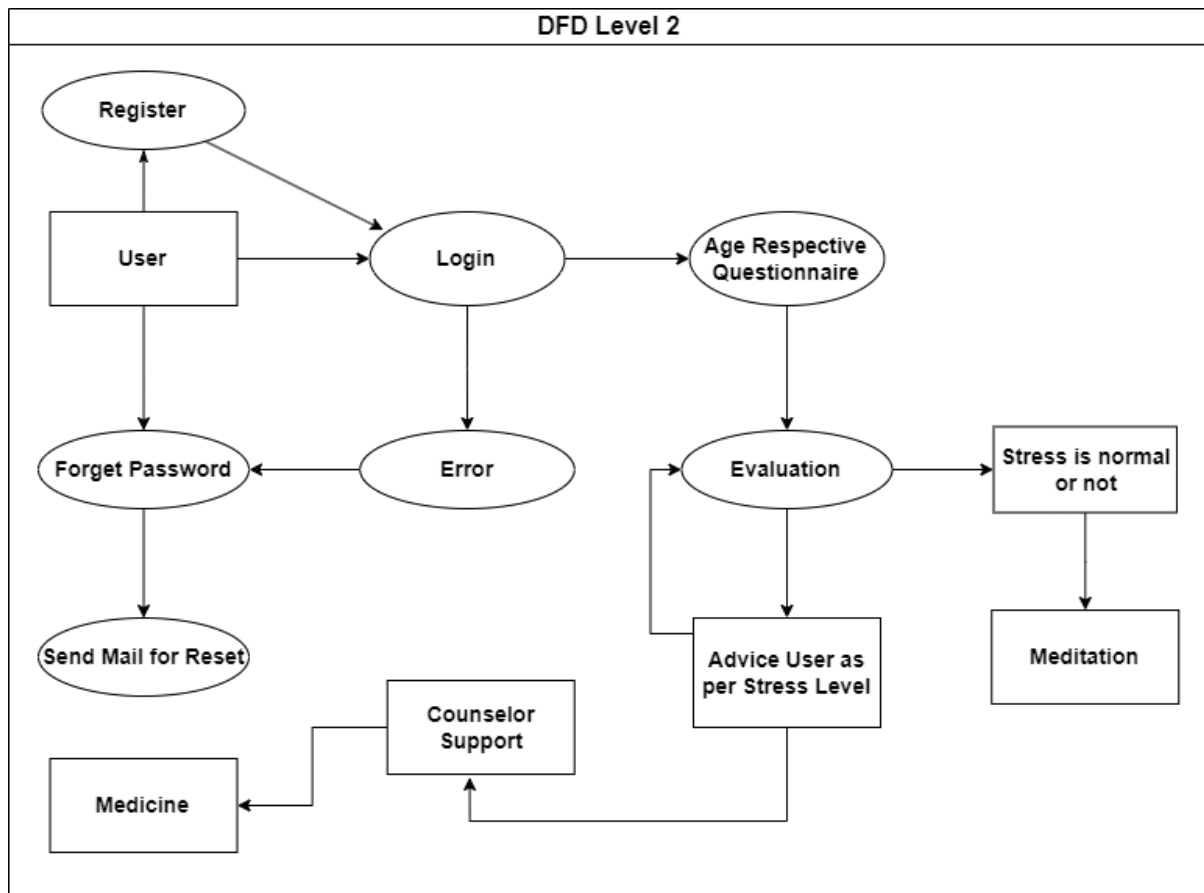 DFD Level 2
Register
User
Login
Age Respective
Questionnaire
Forget Password
Error
Evaluation
Stress is normal
or not
Send Mail for Reset
Advice User as
per Stress Level
Meditation
Counselor
Support
Medicine